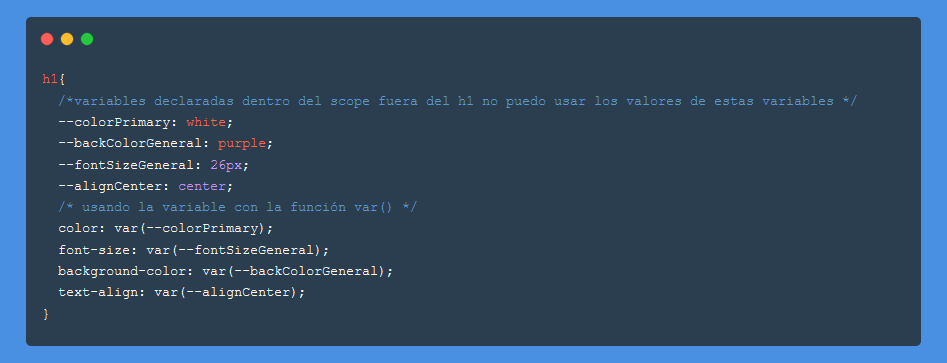 h1{
/*variables declaradas dentro del scope fuera del h1 no puedo usar los valores de estas variables */
--colorPrimary: white;
--backColorGeneral: purple;
--fontSizeGeneral: 26px;
--alignCenter: center;
/* usando la variable con la función var() */
color: var(--colorPrimary);
font-size: var(--fontSizeGeneral);
background-color: var(--backColorGeneral);
text-align: var(--alignCenter);
}